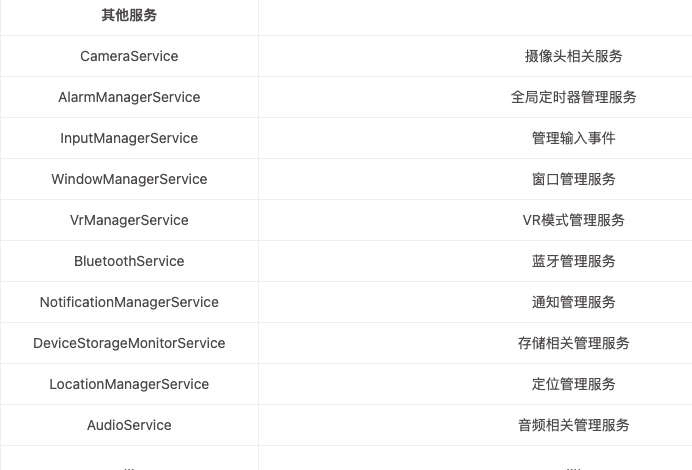 其他服务
CameraService 摄像头相关服务
AlarmManagerService 全局定时器管理服务
InputManagerService 管理输入事件
WindowManagerService 窗口管理服务
VrManagerService VR模式管理服务
BluetoothService 蓝牙管理服务
NotificationManagerService 通知管理服务
DeviceStorageMonitorService 存储相关管理服务
LocationManagerService 定位管理服务
AudioService 音频相关管理服务
... ....